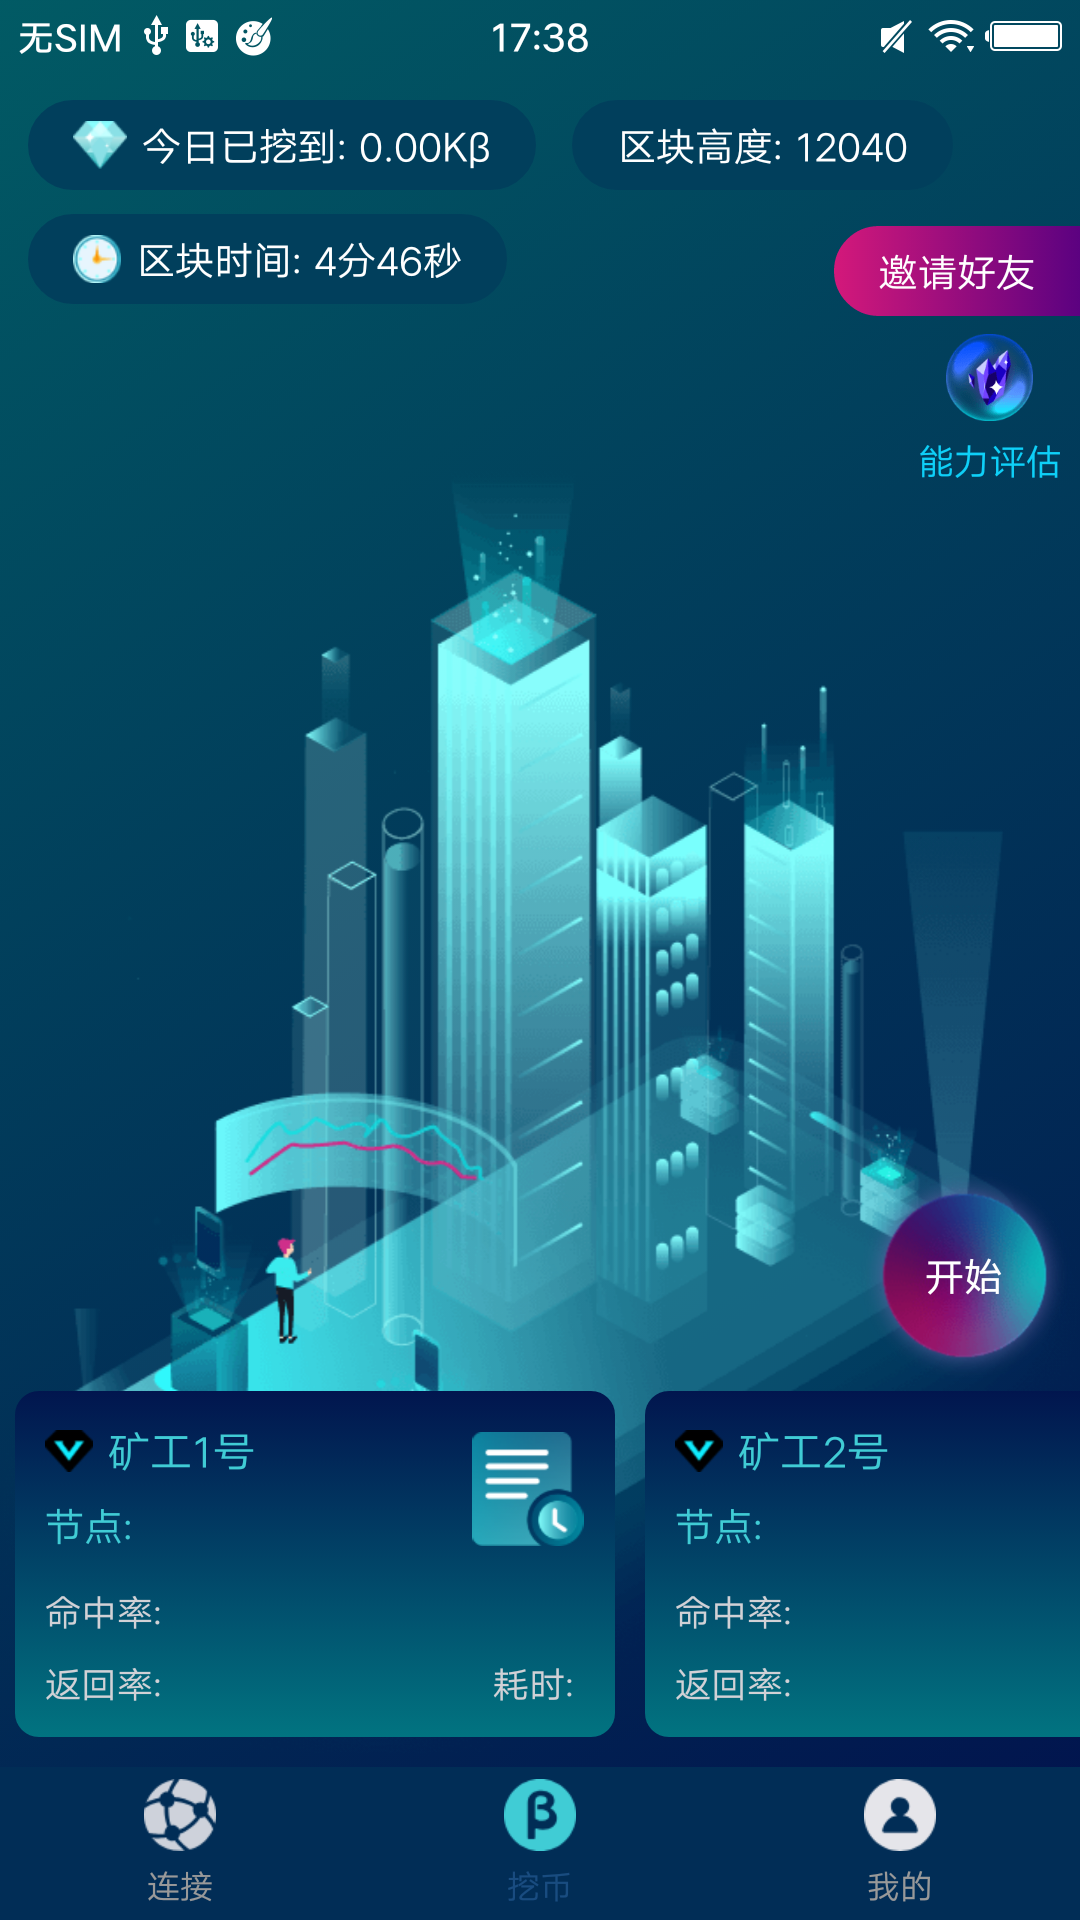 无SIM 17:38
今日已挖到: 0.00Kβ 区块高度: 12040
区块时间: 4分46秒
邀请好友
能力评估
开始
矿工1号
节点:
命中率:
返回率: 耗时:
矿工2号
节点:
命中率:
返回率:
连接 挖币 我的